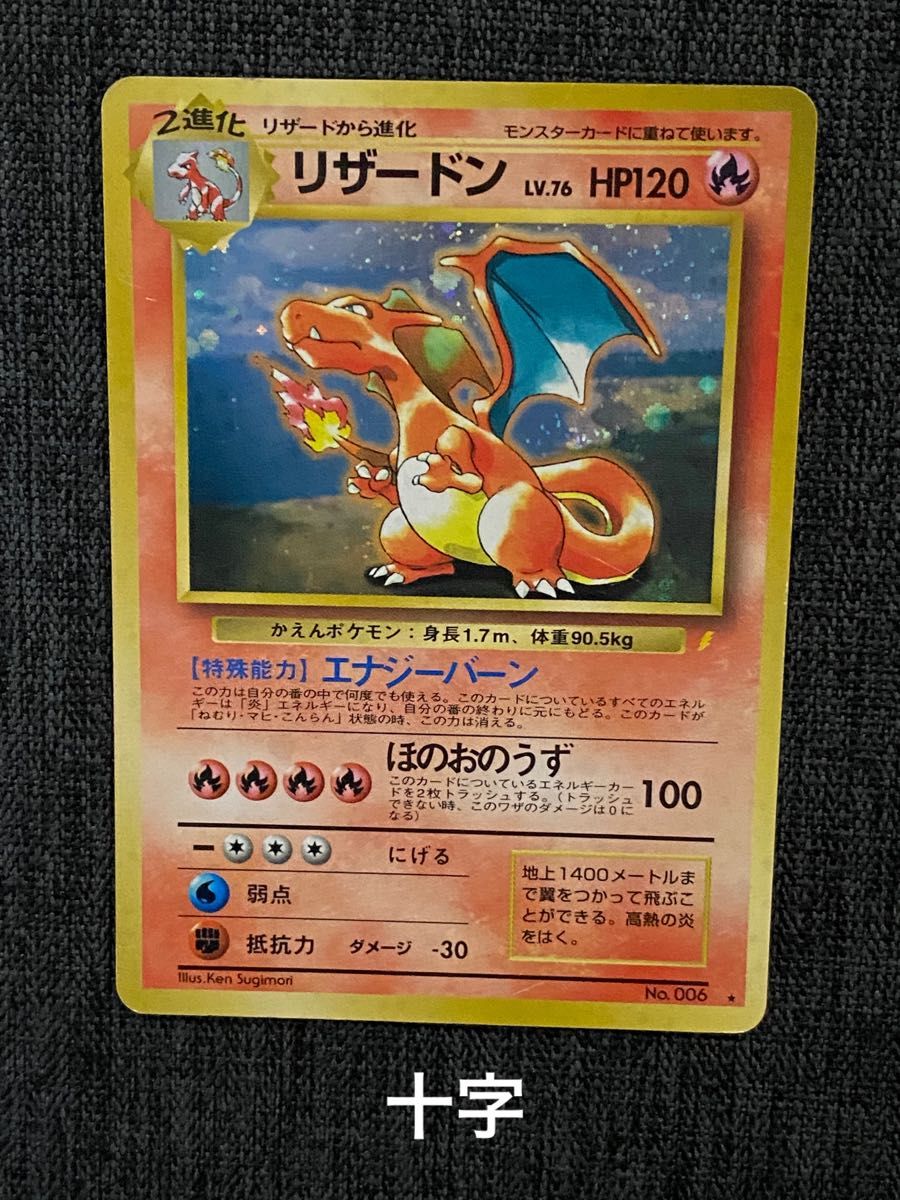 2進化 リザードから進化 モンスターカードに重ねて使います。
リザードン LV.76 HP120
かえんポケモン：身長1.7m、体重90.5kg
【特殊能力】エナジーバーン
この力は自分の番の中で何度でも使える。このカードについているすべてのエネル
ギーは「炎」エネルギーになり、自分の番の終わりに元にもどる。このカードが
「ねむり・マヒ・こんらん」状態の時、この力は消える。
ほのおのうず
このカードについているエネルギーカー
ドを2枚トラッシュする。（トラッシュ
できない時、このワザのダメージは0に
なる）
100
ー にげる
弱点
抵抗力 ダメージ -30
地上1400メートルま
で翼をつかって飛ぶこ
とができる。高熱の炎
をはく。
Illus.Ken Sugimori
No. 006 ★
十字